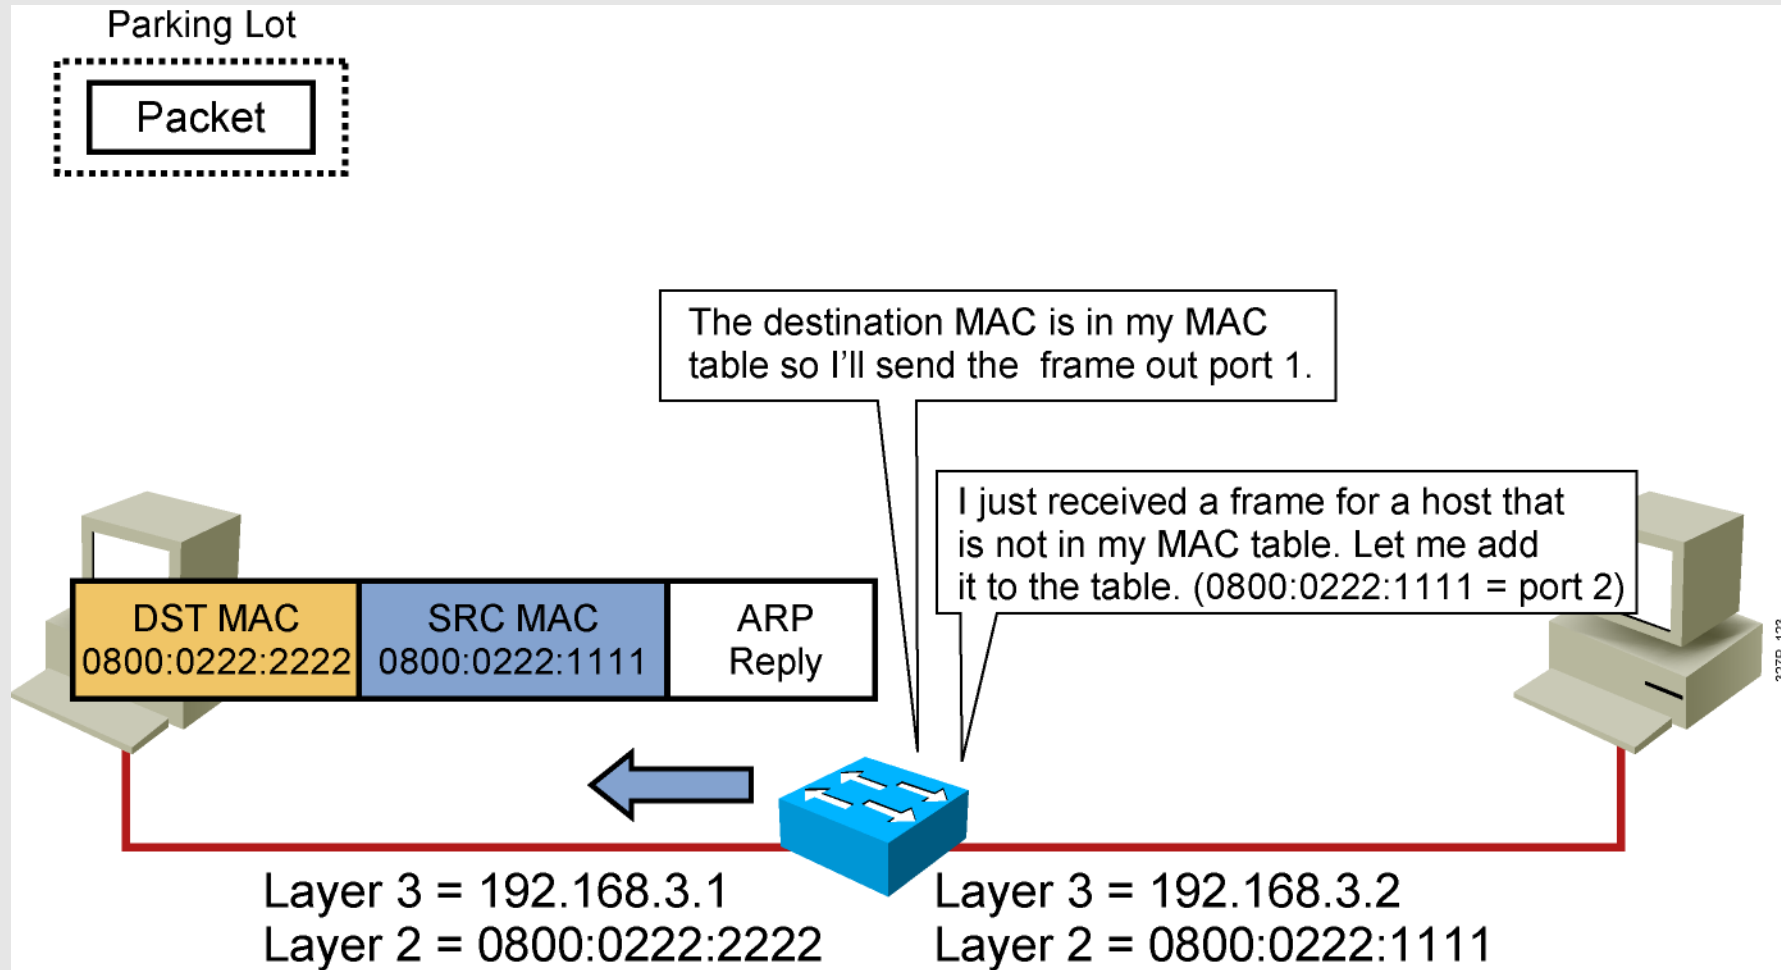 Parking Lot
Packet
The destination MAC is in my MAC
table so I'll send the frame out port 1.
I just received a frame for a host that
is not in my MAC table. Let me add
it to the table. (0800:0222:1111 = port 2)
DST MAC
0800:0222:2222
SRC MAC
0800:0222:1111
ARP
Reply
Layer 3 = 192.168.3.1
Layer 2 = 0800:0222:2222
Layer 3 = 192.168.3.2
Layer 2 = 0800:0222:1111